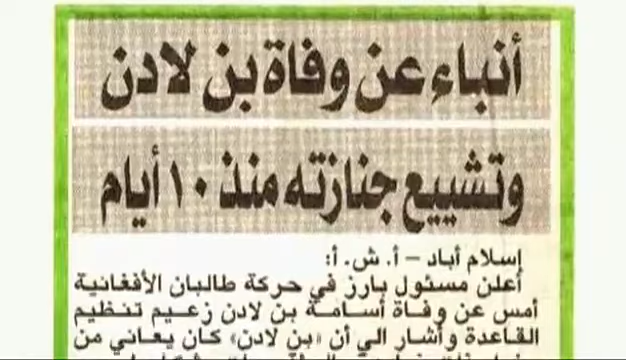 أنباء عن وفاة بن لادن
وتشييع جنازته منذ ١٠ أيام
إسلام أباد - أ. ش. أ:
أعلن مسئول بارز في حركة طالبان الأفغانية
أمس عن وفاة أسامة بن لادن زعيم تنظيم
القاعدة وأشار الي أن «بن لادن» كان يعاني من